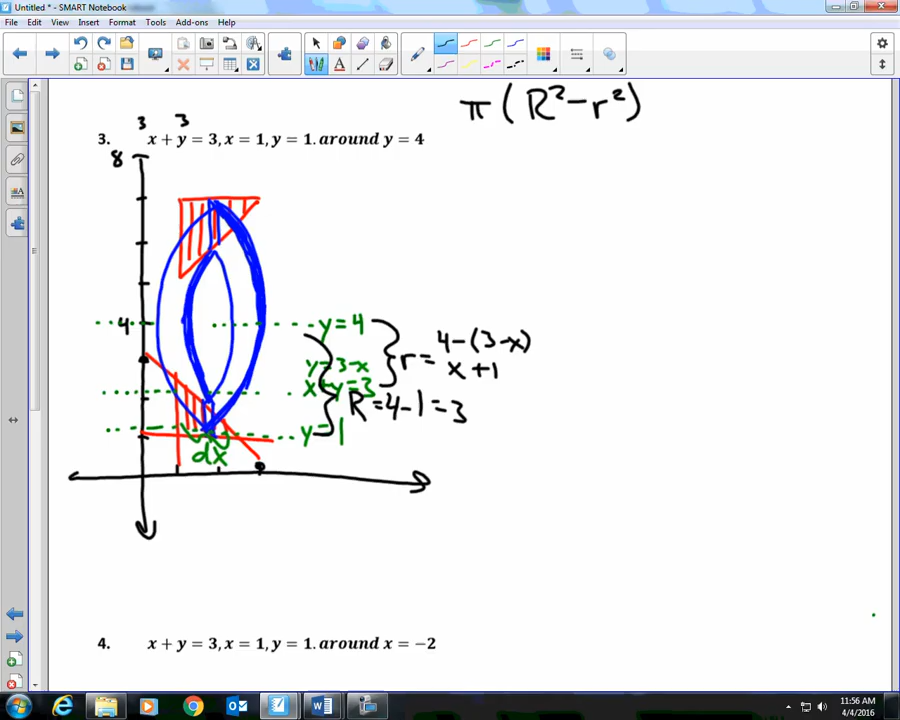 Untitled * - SMART Notebook
File Edit View Insert Format Tools Add-ons Help
π ( R² − r² )
3 3
3. x + y = 3, x = 1, y = 1. around y = 4
8
4
y = 4
y = 3 - x
x + y = 3
y = 1
r = 4 - (3 - x)
x + 1
R = 4 - 1 = 3
dx
4. x + y = 3, x = 1, y = 1. around x = −2
11:56 AM
4/4/2016